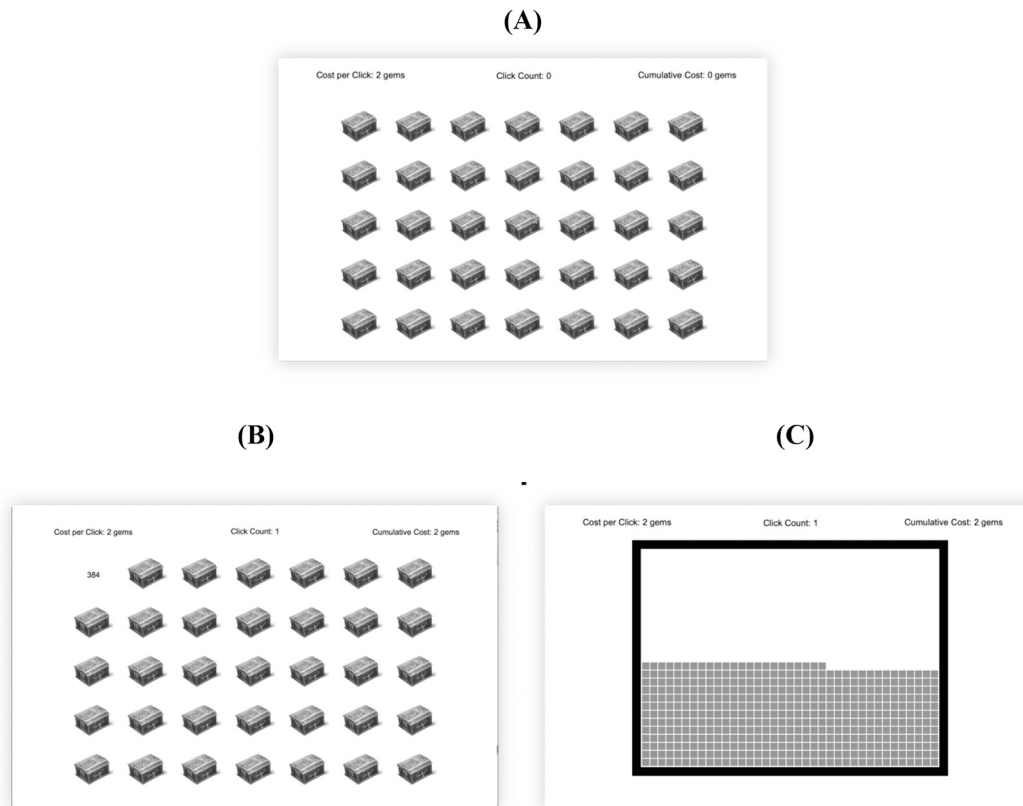 (A)
Cost per Click: 2 gems Click Count: 0 Cumulative Cost: 0 gems
(B)
Cost per Click: 2 gems Click Count: 1 Cumulative Cost: 2 gems
384
(C)
Cost per Click: 2 gems Click Count: 1 Cumulative Cost: 2 gems